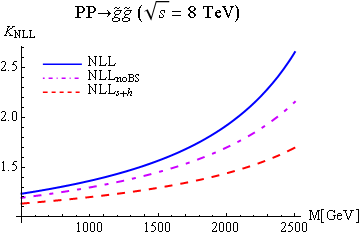 PP→g̃g̃ (√s = 8 TeV)
K_NLL
2.5
2.0
1.5
NLL
NLL_noBS
NLL_s+h
1000 1500 2000 2500 M[GeV]